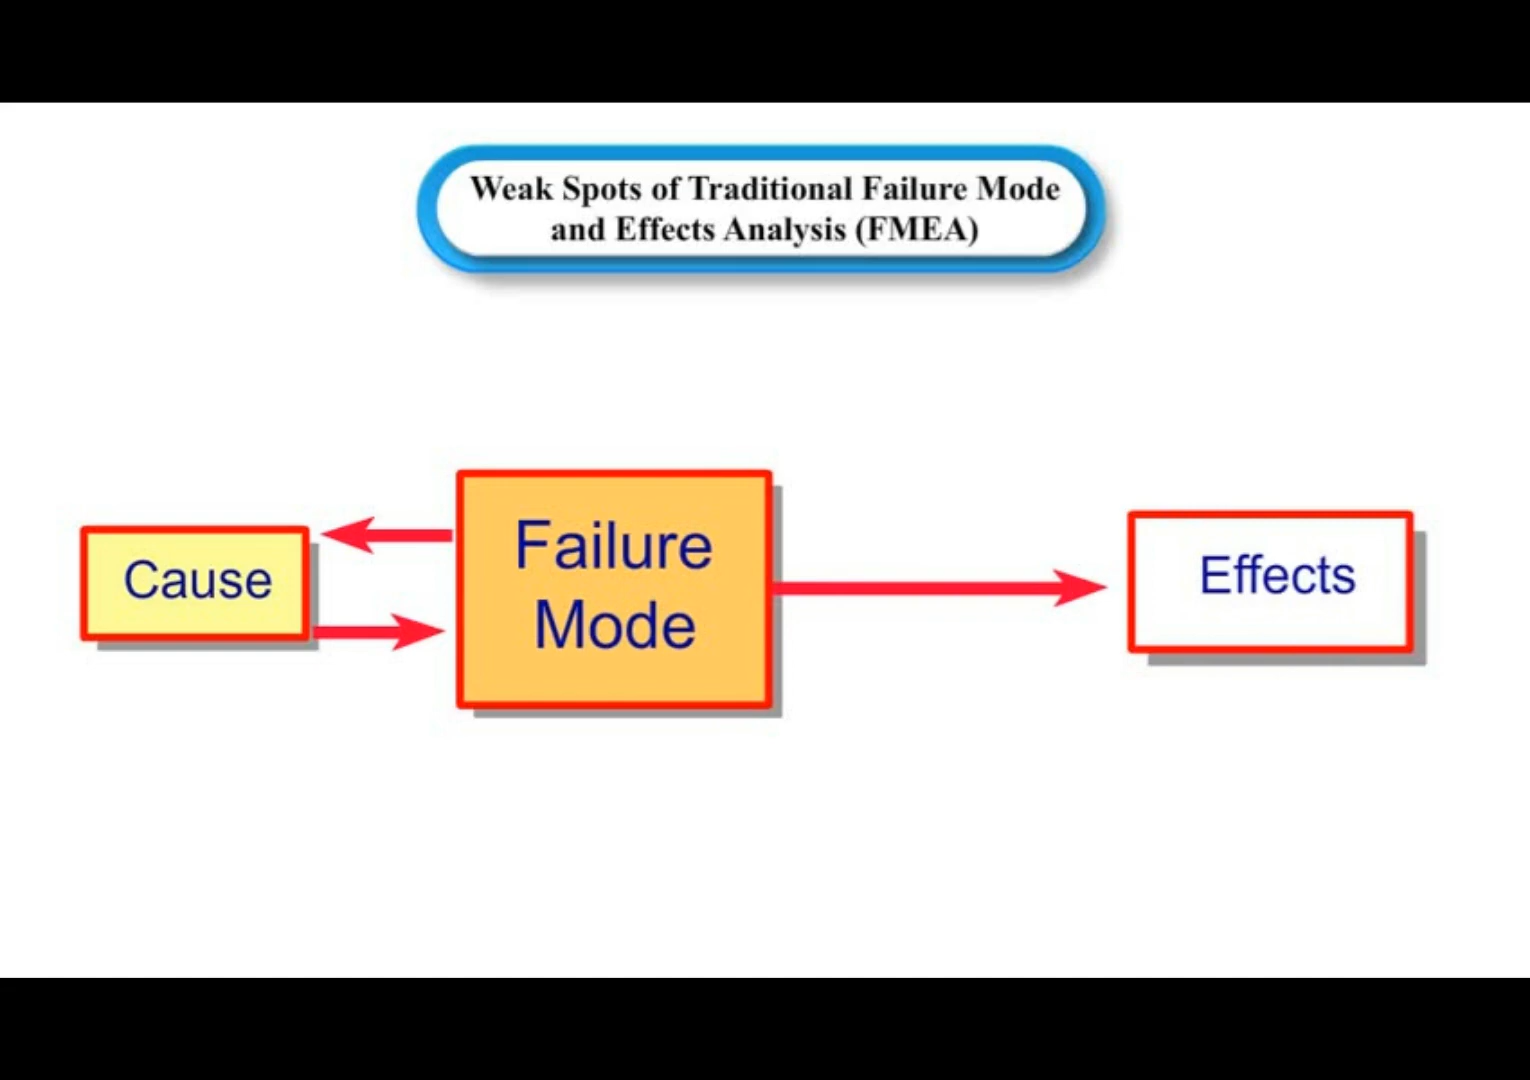 Weak Spots of Traditional Failure Mode
and Effects Analysis (FMEA)
Cause
Failure
Mode
Effects